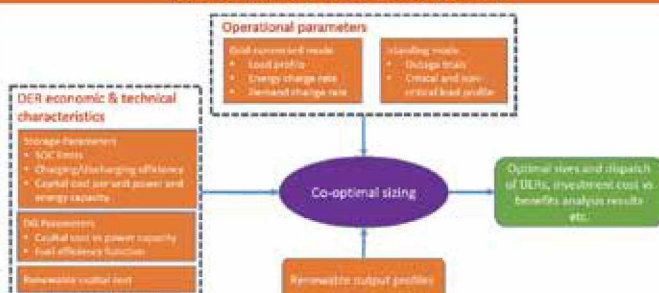 Operational parameters
Grid-connected mode
• Load profile
• Energy charge rate
• Demand charge rate
Islanding mode
• Outage
• Critical and non-
critical load profile
DER economic & technical
characteristics
Storage Parameters
• SOC limits
• Charging/discharging efficiency
• Capital cost per unit power and
energy capacity
DG Parameters
• Capital cost power capacity
• Fuel efficiency function
Renewable capital cost
Co-optimal sizing
Optimal sizes and dispatch
of DERs, investment cost vs
benefits analysis results
etc.
Renewable output profiles